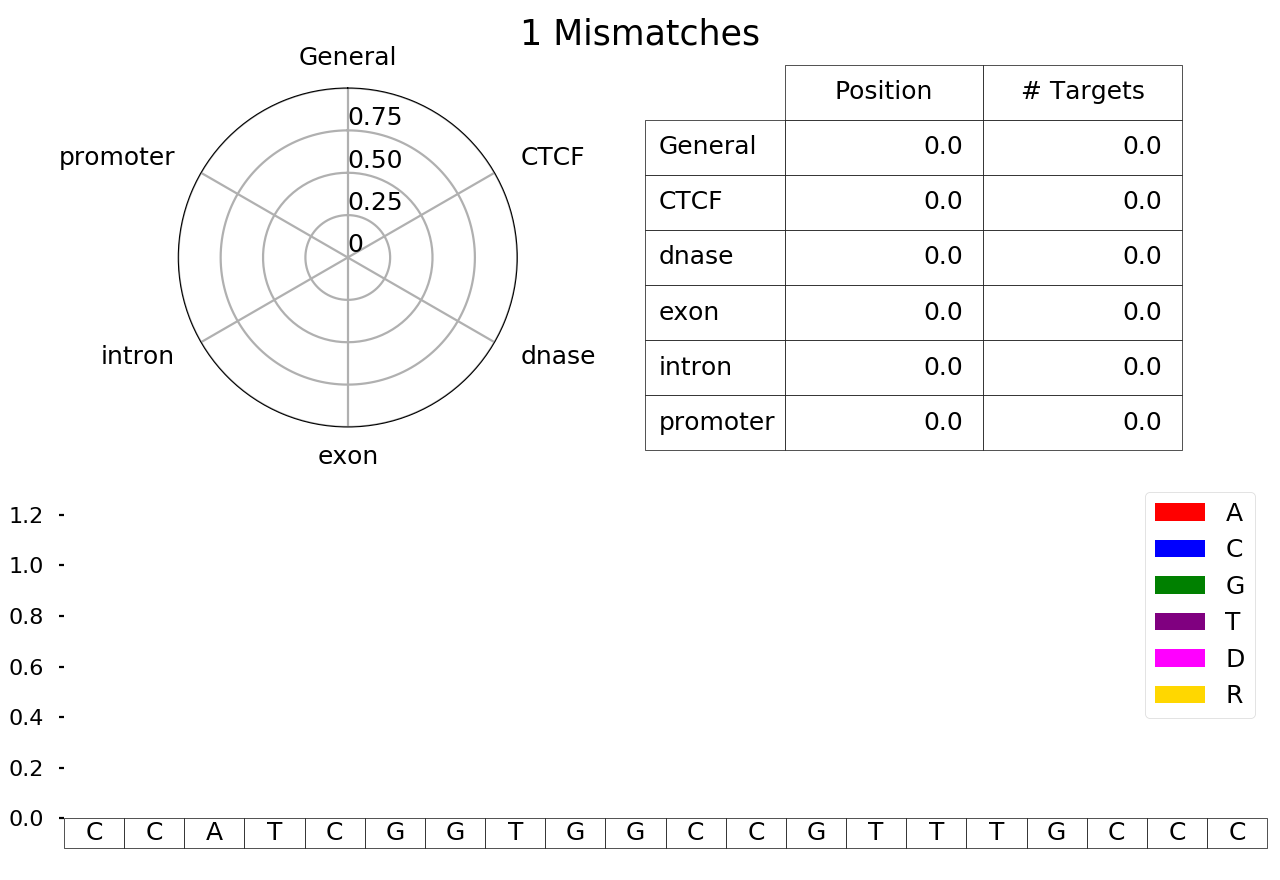 1 Mismatches
General
promoter
CTCF
0.75
0.50
0.25
0
intron
dnase
exon
Position # Targets
General 0.0 0.0
CTCF 0.0 0.0
dnase 0.0 0.0
exon 0.0 0.0
intron 0.0 0.0
promoter 0.0 0.0
1.2
1.0
0.8
0.6
0.4
0.2
0.0
A
C
G
T
D
R
C C A T C G G T G G C C G T T T G C C C